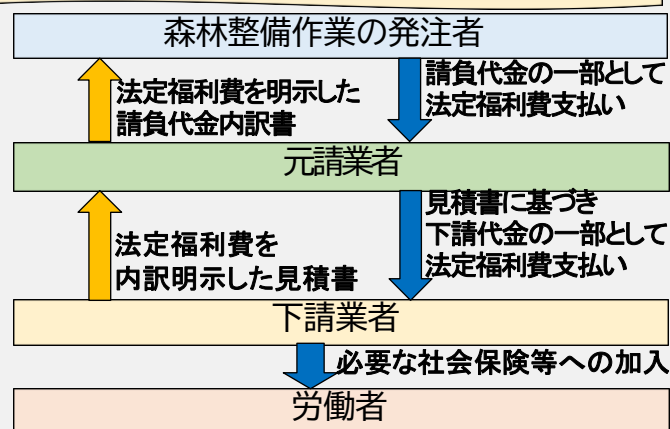 森林整備作業の発注者
法定福利費を明示した
請負代金内訳書
請負代金の一部として
法定福利費支払い
元請業者
法定福利費を
内訳明示した見積書
見積書に基づき
下請代金の一部として
法定福利費支払い
下請業者
必要な社会保険等への加入
労働者